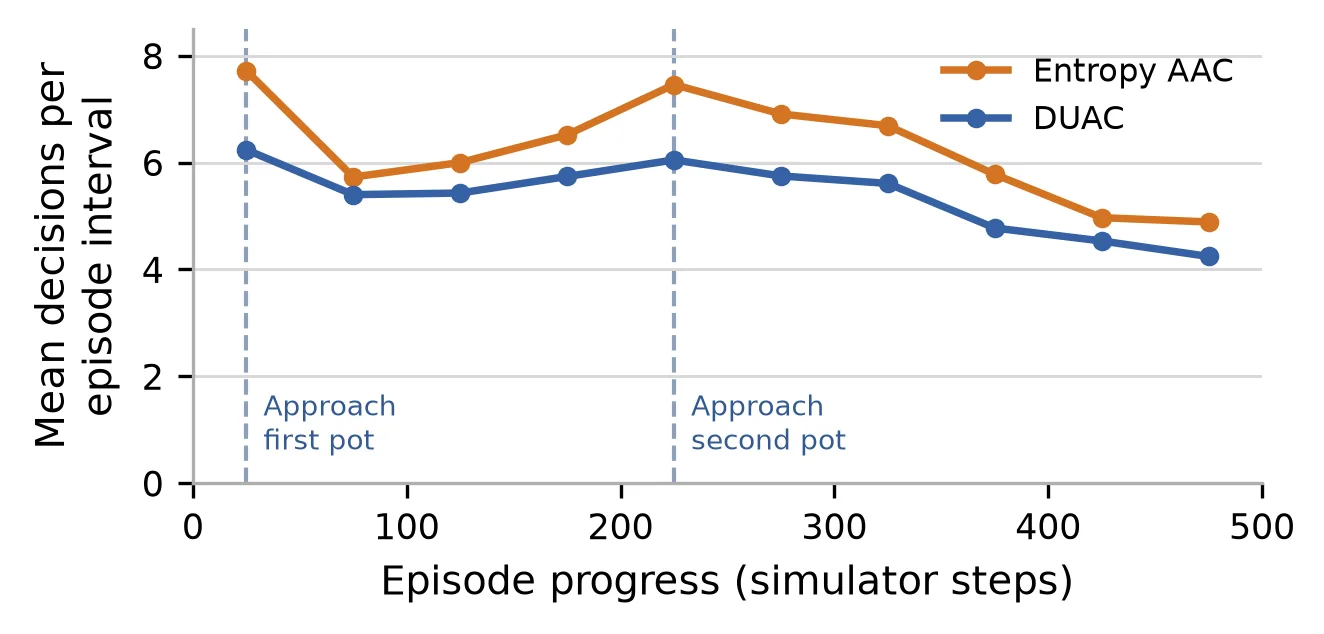 Mean decisions per
episode interval
8
6
4
2
0
Entropy AAC
DUAC
Approach
first pot
Approach
second pot
0 100 200 300 400 500
Episode progress (simulator steps)